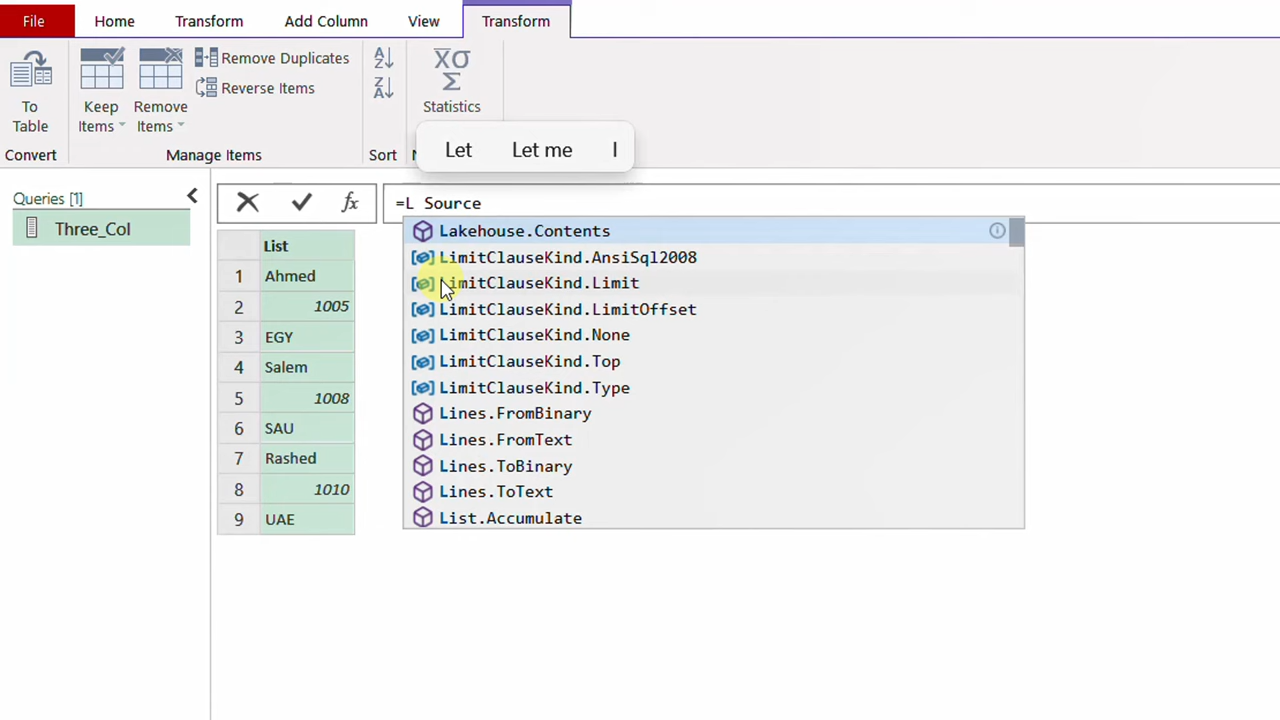 File Home Transform Add Column View Transform
To Table
Keep Items
Remove Items
Remove Duplicates
Reverse Items
Statistics
Convert Manage Items Sort
Let Let me I
Queries [1]
Three_Col
fx =L Source
List
1 Ahmed
2 1005
3 EGY
4 Salem
5 1008
6 SAU
7 Rashed
8 1010
9 UAE
Lakehouse.Contents
LimitClauseKind.AnsiSql2008
LimitClauseKind.Limit
LimitClauseKind.LimitOffset
LimitClauseKind.None
LimitClauseKind.Top
LimitClauseKind.Type
Lines.FromBinary
Lines.FromText
Lines.ToBinary
Lines.ToText
List.Accumulate